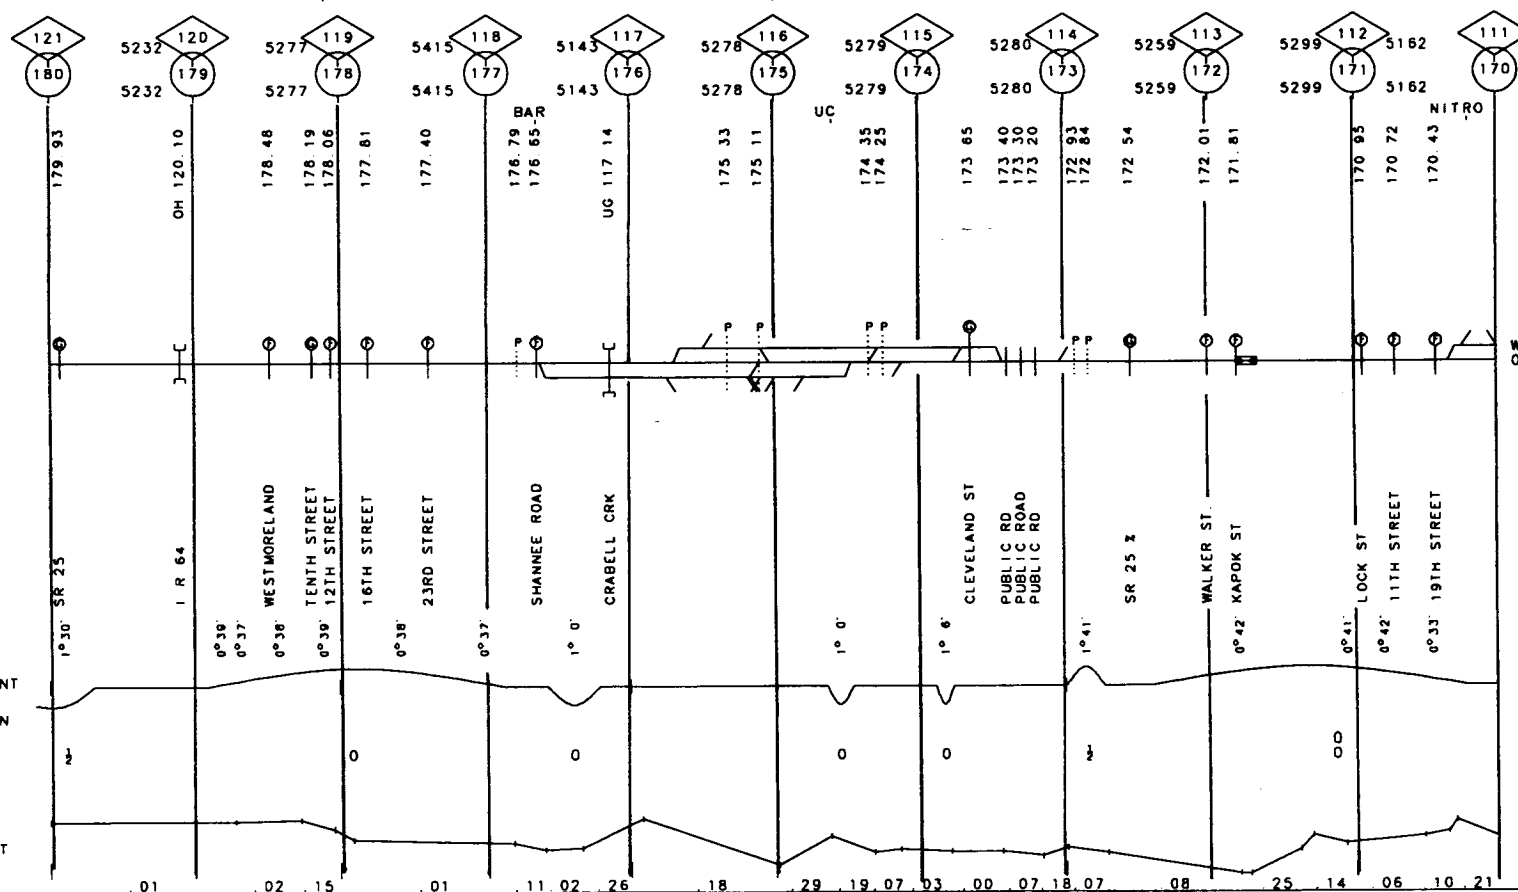 121 120 119 118 117 116 115 114 113 112 111
5232 5277 5415 5143 5278 5279 5280 5259 5299 5162
180 179 178 177 176 175 174 173 172 171 170
5232 5277 5415 5143 5278 5279 5280 5259 5299 5162
BAR UC NITRO
179.93 OH 120.10 178.48 178.19 178.06 177.81 177.40 176.79 176.65 UG 117 14 175 33 175 11 174 35 174 25 173 65 173 40 173 30 173 20 172 93 172 84 172 54 172 01 171.81 170 95 170 72 170 43
P P P P P P P P
X
W
SR 25
I R 64
WESTMORELAND
TENTH STREET
12TH STREET
16TH STREET
23RD STREET
SHANNEE ROAD
CRABELL CRK
CLEVELAND ST
PUBLIC RD
PUBLIC ROAD
PUBLIC RD
SR 25 %
WALKER ST.
KAPOK ST
LOCK ST
11TH STREET
19TH STREET
1°30' 0°39' 0°37' 0°38' 0°39' 0°38' 0°37' 1° 0' 1° 0' 1° 6' 1°41' 0°42' 0°41' 0°42' 0°33'
NT
N
½ 0 0 0 0 ½ 0 0
T
.01 .02 .15 .01 .11 .02 .26 .18 .29 .19 .07 .03 .00 .07 .18 .07 .08 .25 .14 .06 .10 .21